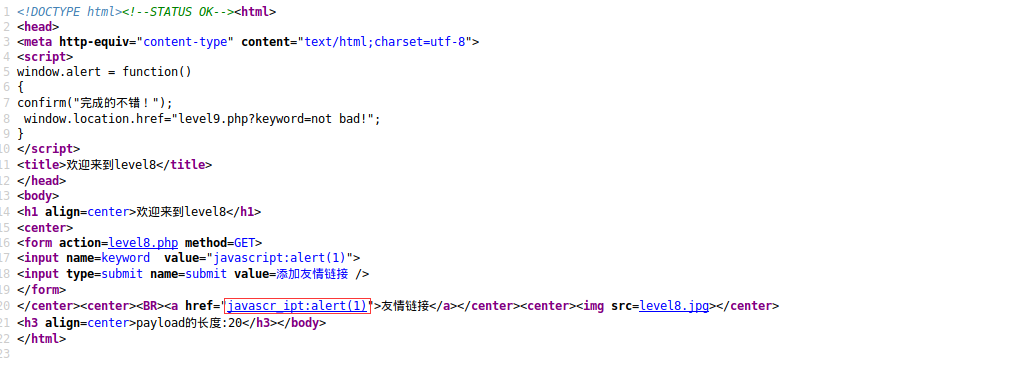 1 <!DOCTYPE html><!--STATUS OK--><html>
2 <head>
3 <meta http-equiv="content-type" content="text/html;charset=utf-8">
4 <script>
5 window.alert = function()
6 {
7 confirm("完成的不错！");
8  window.location.href="level9.php?keyword=not bad!";
9 }
10 </script>
11 <title>欢迎来到level8</title>
12 </head>
13 <body>
14 <h1 align=center>欢迎来到level8</h1>
15 <center>
16 <form action=level8.php method=GET>
17 <input name=keyword  value="javascript:alert(1)">
18 <input type=submit name=submit value=添加友情链接 />
19 </form>
20 </center><center><BR><a href="javascr_ipt:alert(1)">友情链接</a></center><center><img src=level8.jpg></center>
21 <h3 align=center>payload的长度:20</h3></body>
22 </html>
23